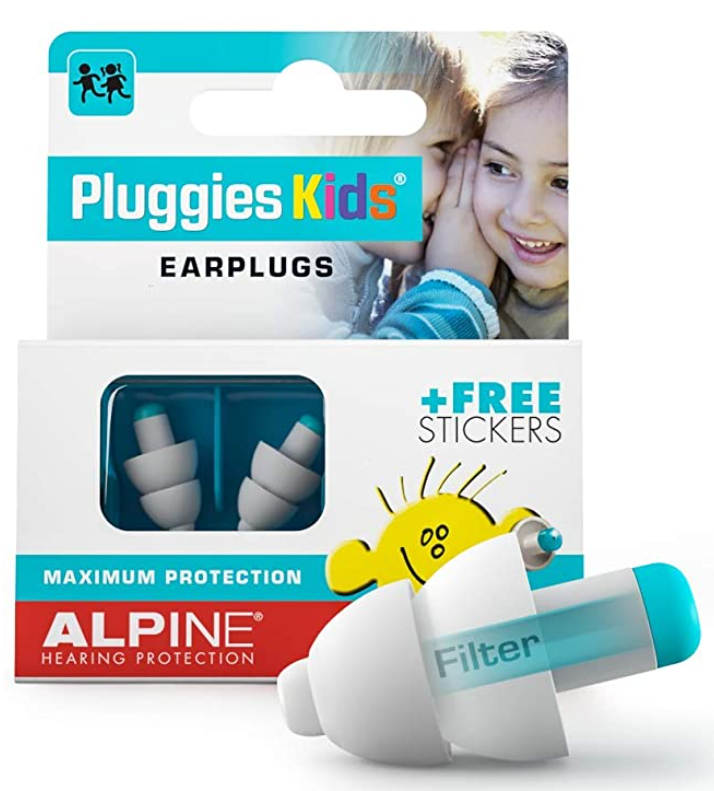 Pluggies Kids®
EARPLUGS
+FREE
STICKERS
MAXIMUM PROTECTION
ALPINE®
HEARING PROTECTION
Filter